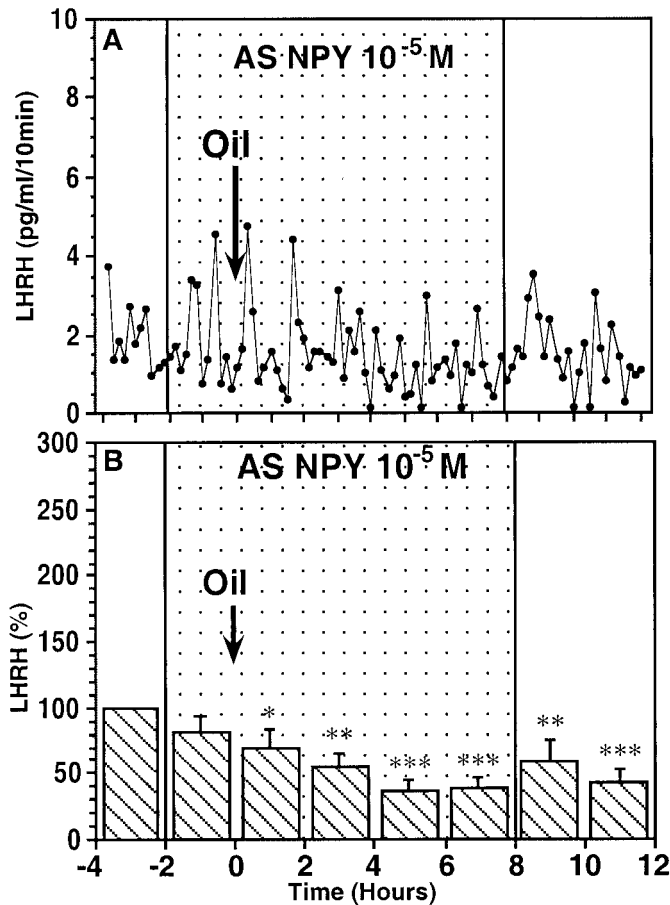 A
AS NPY 10⁻⁵ M
Oil
LHRH (pg/ml/10min)
10
8
6
4
2
0
B
AS NPY 10⁻⁵ M
Oil
LHRH (%)
300
250
200
150
100
50
0
*
**
***
***
**
***
-4 -2 0 2 4 6 8 10 12
Time (Hours)